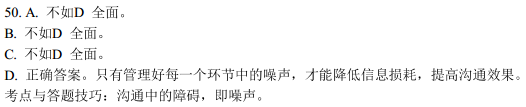 50. A. 不如D 全面。
B. 不如D 全面。
C. 不如D 全面。
D. 正确答案。只有管理好每一个环节中的噪声，才能降低信息损耗，提高沟通效果。
考点与答题技巧：沟通中的障碍，即噪声。